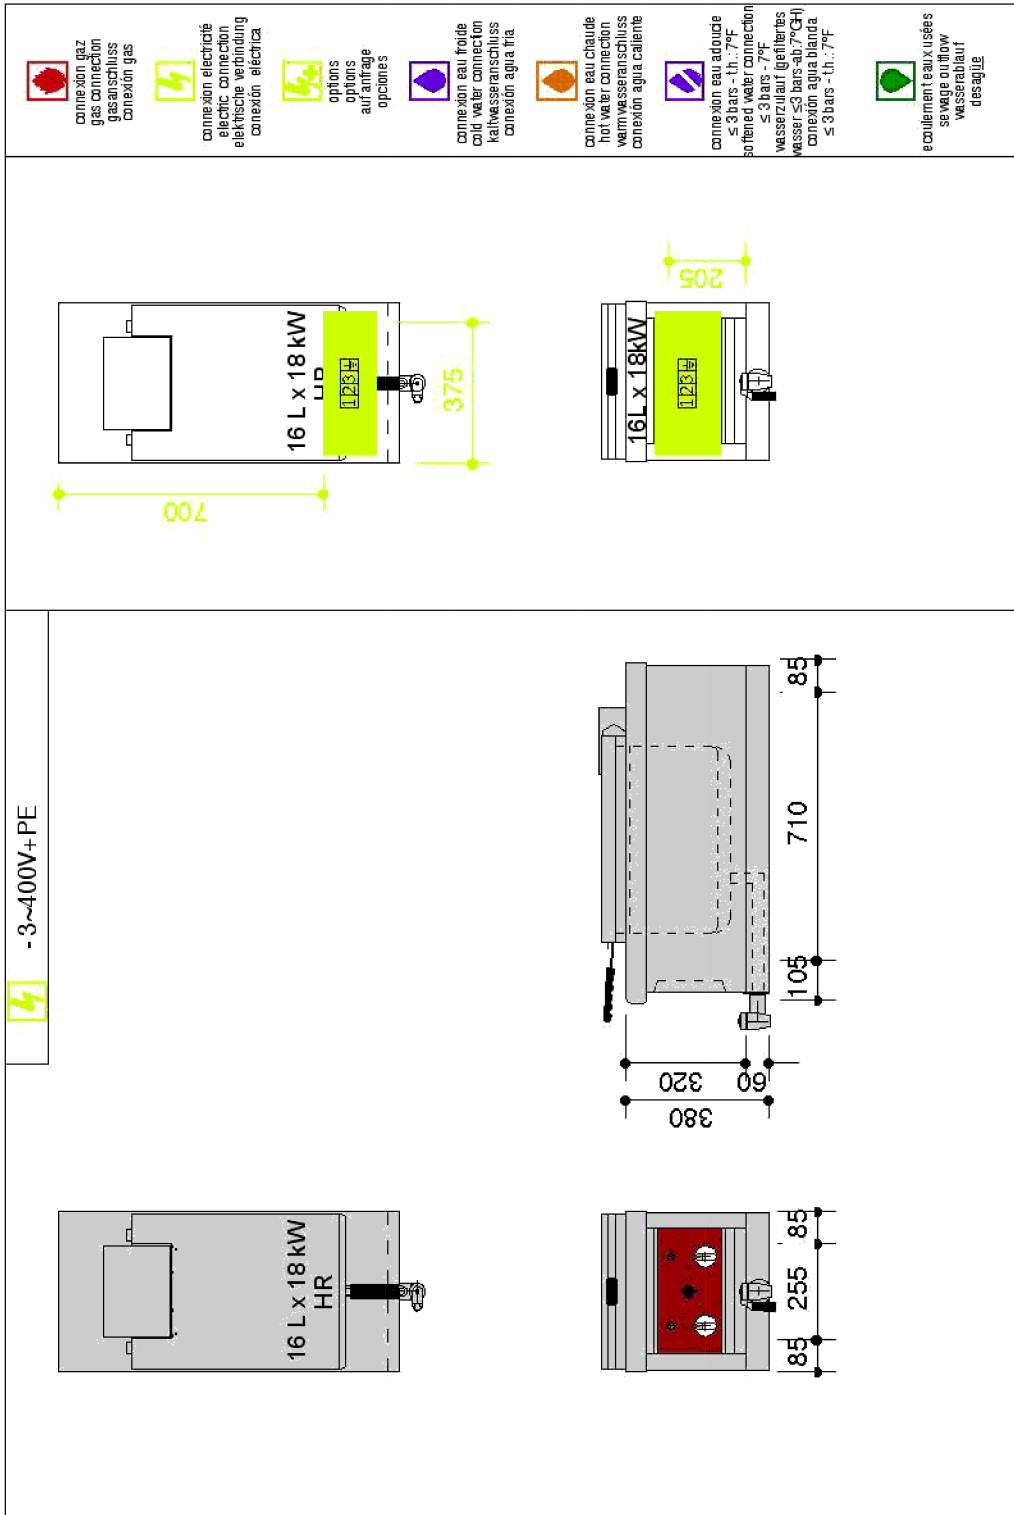 connexion gaz
gas connection
gasanschluss
conexión gas
connexion electricité
electric connection
elektrische verbindung
conexión eléctrica
options
options
auf anfrage
opciones
connexion eau froide
cold water connection
kaltwasseranschluss
conexión agua fria
connexion eau chaude
hot water connection
warmwasseranschluss
conexión agua caliente
connexion eau adoucie
≤ 3 bars - t.h.: 7°F
softened water connection
≤ 3 bars - 7°F
wasserzulauf (gefiltertes
wasser ≤3 bars-ab:7°GH)
conexión agua blanda
≤ 3 bars - t.h.: 7°F
ecoulement eaux usées
sewage outflow
wasserablauf
desagüe
16 L x 18 kW
123
375
700
16L x 18kW
123
205
- 3~400V+PE
85
710
105
320
60
380
16 L x 18 kW
HR
85
255
85